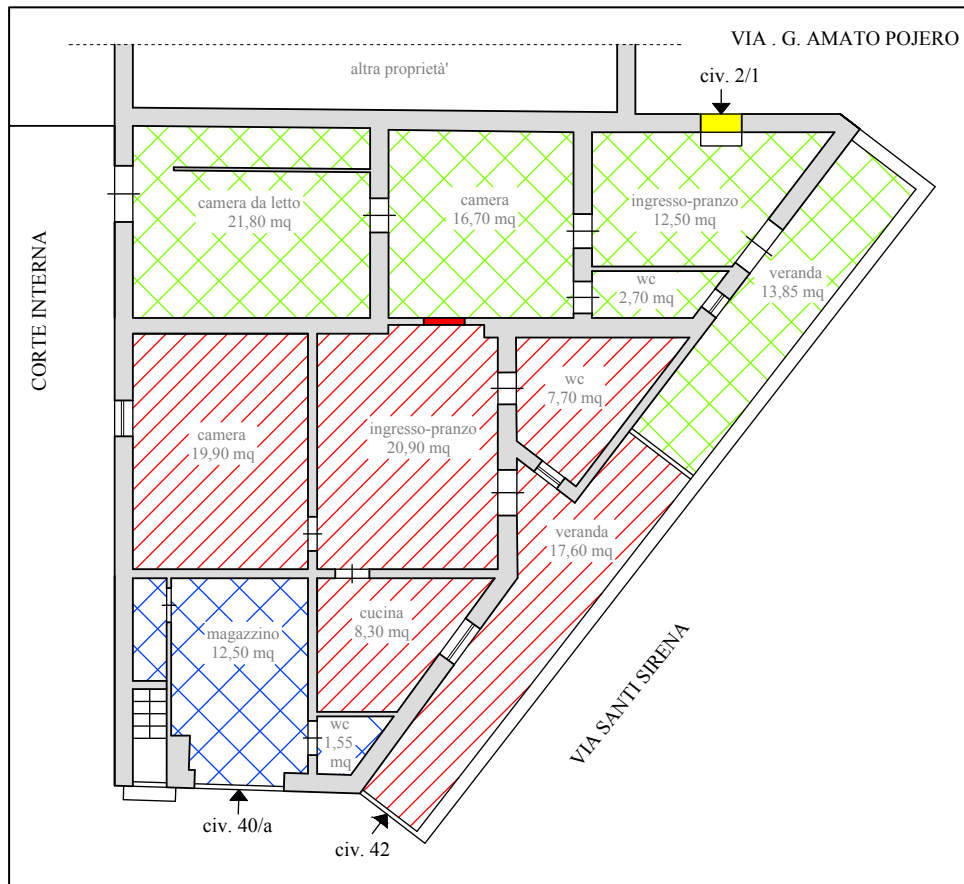 VIA . G. AMATO POJERO
altra proprietà'
civ. 2/1
camera da letto
21,80 mq
camera
16,70 mq
ingresso-pranzo
12,50 mq
wc
2,70 mq
veranda
13,85 mq
CORTE INTERNA
camera
19,90 mq
ingresso-pranzo
20,90 mq
wc
7,70 mq
veranda
17,60 mq
magazzino
12,50 mq
cucina
8,30 mq
wc
1,55
mq
VIA SANTI SIRENA
civ. 40/a
civ. 42